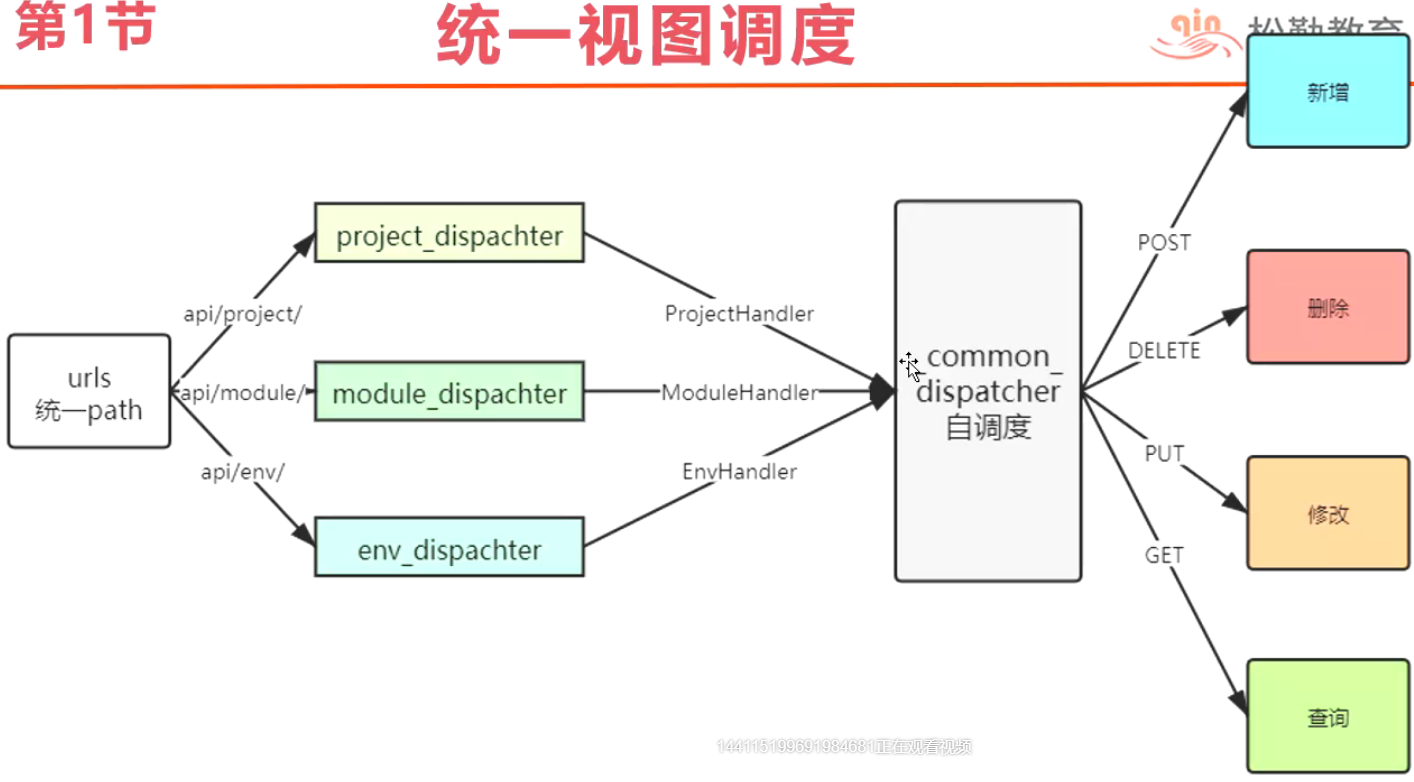 第1节
统一视图调度
qin
松勤教育
新增
project_dispachter
POST
api/project/
ProjectHandler
删除
urls
统一path
api/module/
module_dispachter
ModuleHandler
_common_
dispatcher
自调度
DELETE
api/env/
EnvHandler
PUT
修改
env_dispachter
GET
查询
144115199691984681正在观看视频